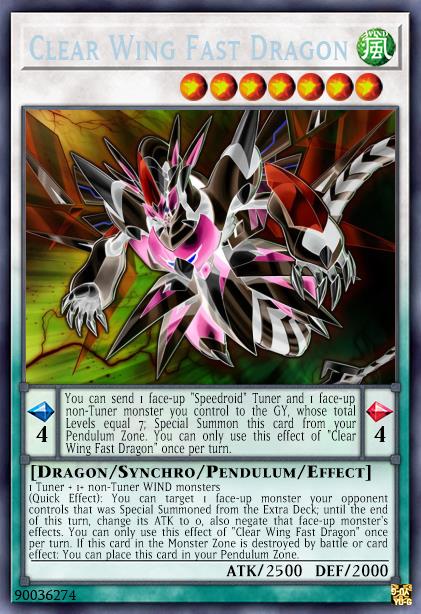 Clear Wing Fast Dragon
WIND
風
You can send 1 face-up "Speedroid" Tuner and 1 face-up
non-Tuner monster you control to the GY, whose total
Levels equal 7; Special Summon this card from your
Pendulum Zone. You can only use this effect of "Clear
Wing Fast Dragon" once per turn.
4
4
[Dragon/Synchro/Pendulum/Effect]
1 Tuner + 1+ non-Tuner WIND monsters
(Quick Effect): You can target 1 face-up monster your opponent
controls that was Special Summoned from the Extra Deck; until the end
of this turn, change its ATK to 0, also negate that face-up monster's
effects. You can only use this effect of "Clear Wing Fast Dragon" once
per turn. If this card in the Monster Zone is destroyed by battle or card
effect: You can place this card in your Pendulum Zone.
ATK/2500 DEF/2000
90036274